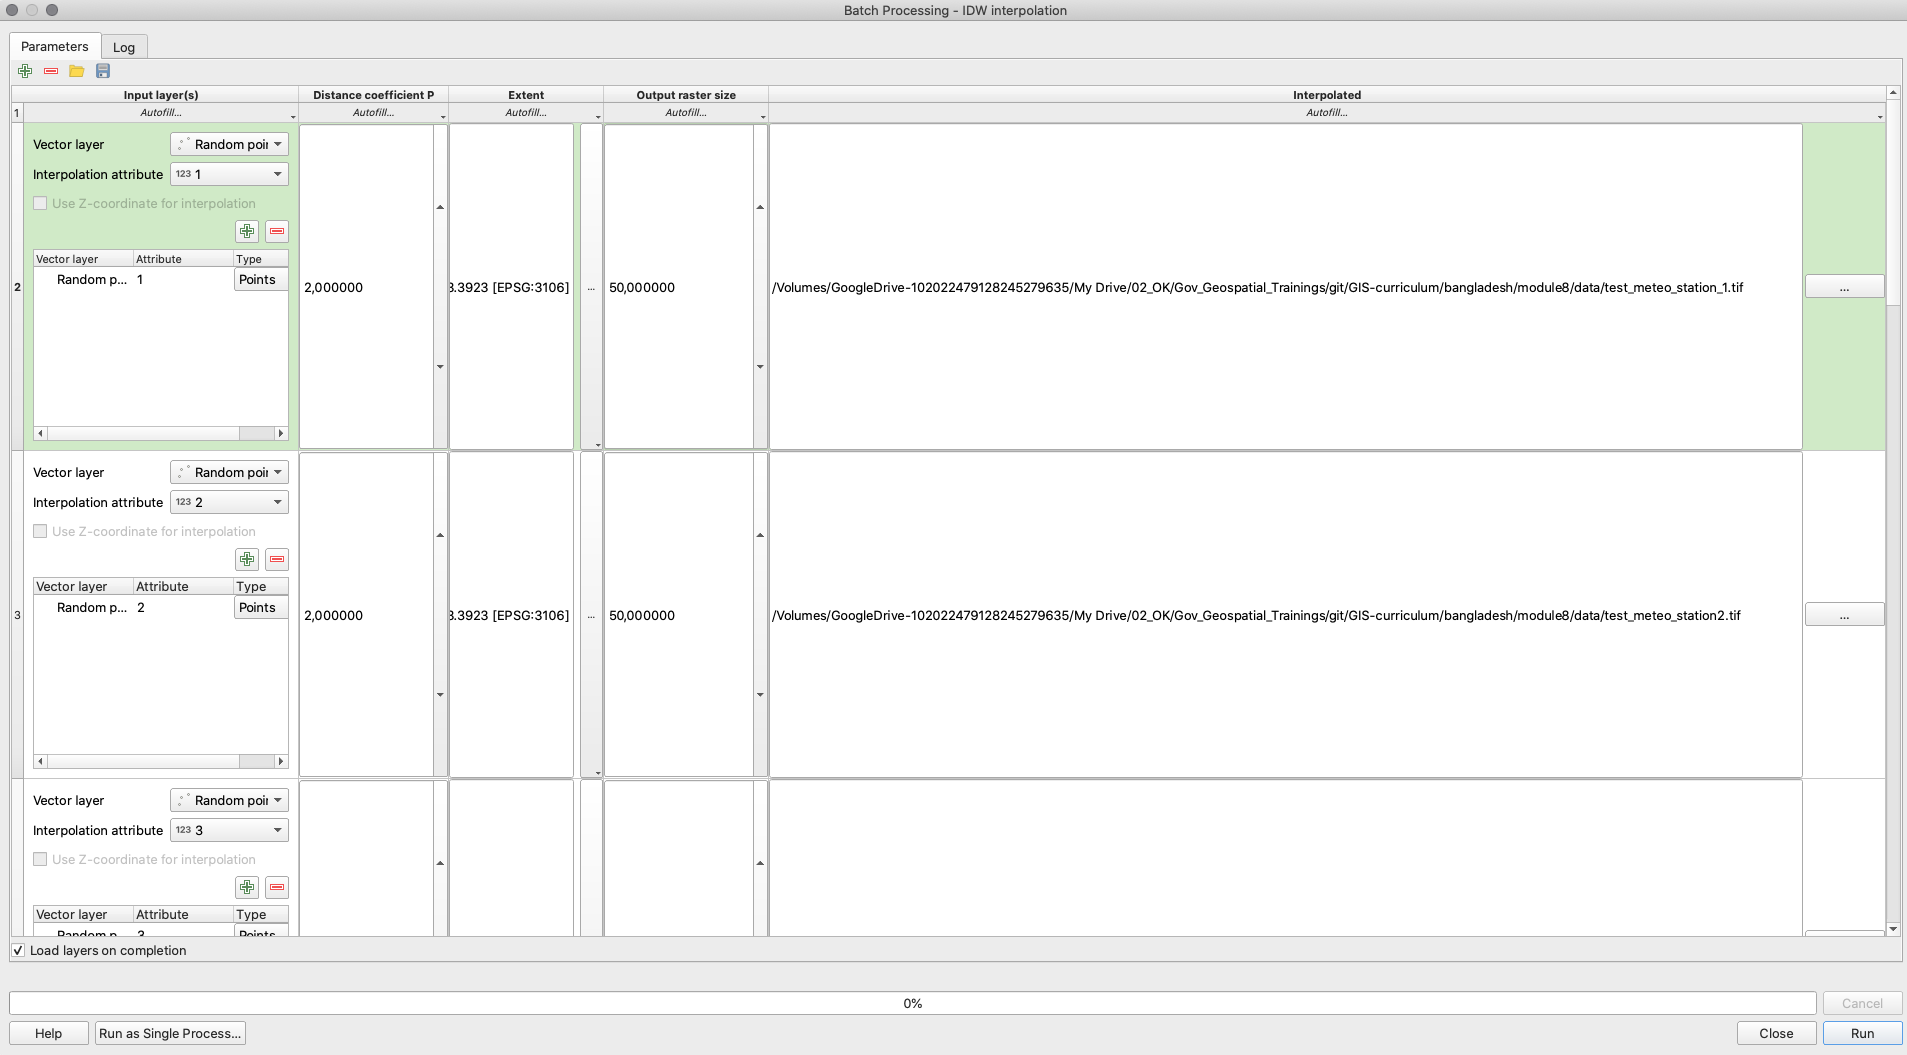 Batch Processing - IDW interpolation
Parameters Log
Input layer(s) Distance coefficient P Extent Output raster size Interpolated
1 Autofill... Autofill... Autofill... Autofill... Autofill...
Vector layer Random poi
Interpolation attribute 123 1
Use Z-coordinate for interpolation
Vector layer Attribute Type
Random p... 1 Points
2 2,000000 3.3923 [EPSG:3106] ... 50,000000 /Volumes/GoogleDrive-102022479128245279635/My Drive/02_OK/Gov_Geospatial_Trainings/git/GIS-curriculum/bangladesh/module8/data/test_meteo_station_1.tif ...
Vector layer Random poi
Interpolation attribute 123 2
Use Z-coordinate for interpolation
Vector layer Attribute Type
Random p... 2 Points
3 2,000000 3.3923 [EPSG:3106] ... 50,000000 /Volumes/GoogleDrive-102022479128245279635/My Drive/02_OK/Gov_Geospatial_Trainings/git/GIS-curriculum/bangladesh/module8/data/test_meteo_station2.tif ...
Vector layer Random poi
Interpolation attribute 123 3
Use Z-coordinate for interpolation
Vector layer Attribute Type
Random p... 3 Points
Load layers on completion
0% Cancel
Help Run as Single Process... Close Run